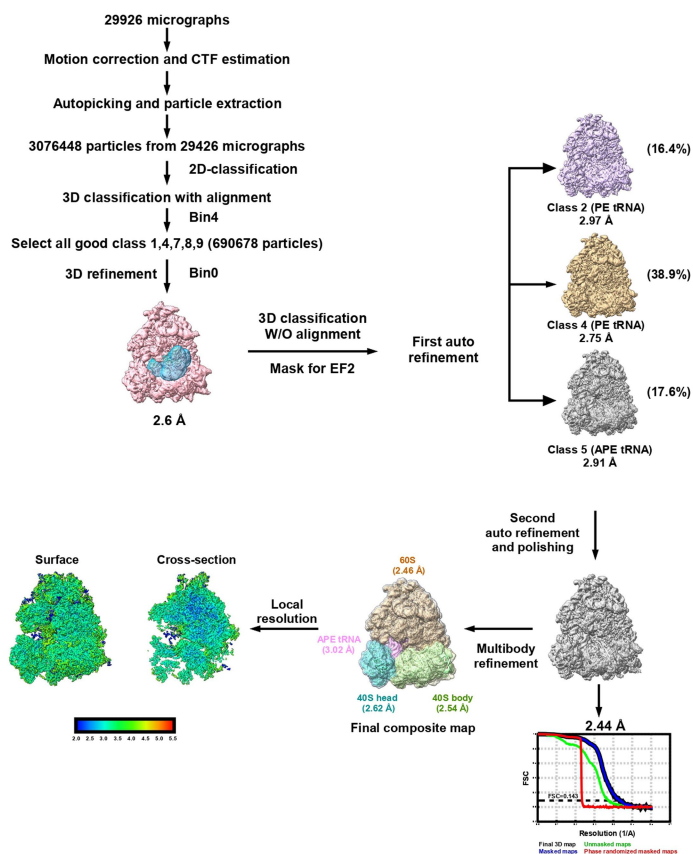 29926 micrographs
Motion correction and CTF estimation
Autopicking and particle extraction
3076448 particles from 29426 micrographs
2D-classification
3D classification with alignment
Bin4
Select all good class 1,4,7,8,9 (690678 particles)
3D refinement
Bin0
2.6 Å
3D classification
W/O alignment
Mask for EF2
First auto
refinement
(16.4%)
Class 2 (PE tRNA)
2.97 Å
(38.9%)
Class 4 (PE tRNA)
2.75 Å
(17.6%)
Class 5 (APE tRNA)
2.91 Å
Second
auto refinement
and polishing
Surface
Cross-section
Local
resolution
60S
(2.46 Å)
APE tRNA
(3.02 Å)
40S head
(2.62 Å)
40S body
(2.54 Å)
Final composite map
Multibody
refinement
2.0 2.5 3.0 3.5 4.0 4.5 5.0 5.5
2.44 Å
FSC
FSC=0.143
Resolution (1/A)
Final 3D map
Unmasked maps
Masked maps
Phase randomized masked maps